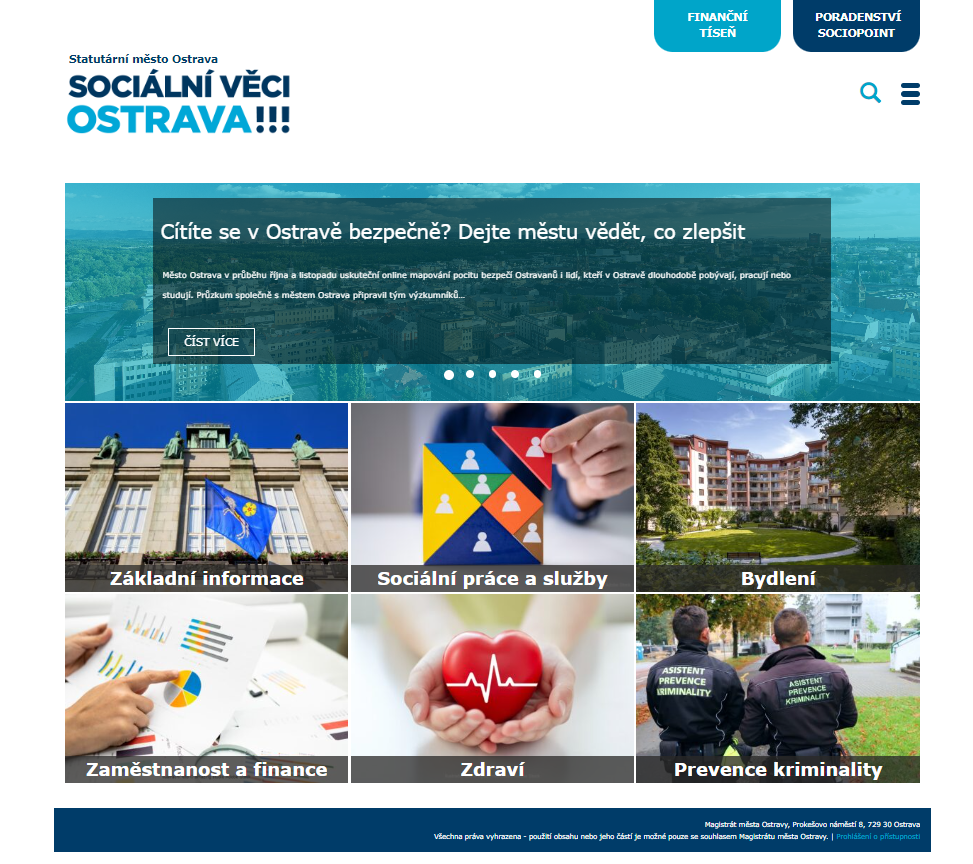 FINANČNÍ
TÍSEŇ
PORADENSTVÍ
SOCIOPOINT
Statutární město Ostrava
SOCIÁLNÍ VĚCI
OSTRAVA!!!
Cítíte se v Ostravě bezpečně? Dejte městu vědět, co zlepšit
Město Ostrava v průběhu října a listopadu uskuteční online mapování pocitu bezpečí Ostravanů i lidí, kteří v Ostravě dlouhodobě pobývají, pracují nebo
studují. Průzkum společně s městem Ostrava připravil tým výzkumníků...
ČÍST VÍCE
Základní informace
Sociální práce a služby
Bydlení
ASISTENT
PREVENCE
KRIMINALITY
ASISTENT
PREVENCE
KRIMINALITY
Zaměstnanost a finance
Zdraví
Prevence kriminality
Magistrát města Ostravy, Prokešovo náměstí 8, 729 30 Ostrava
Všechna práva vyhrazena - použití obsahu nebo jeho částí je možné pouze se souhlasem Magistrátu města Ostravy. | Prohlášení o přístupnosti